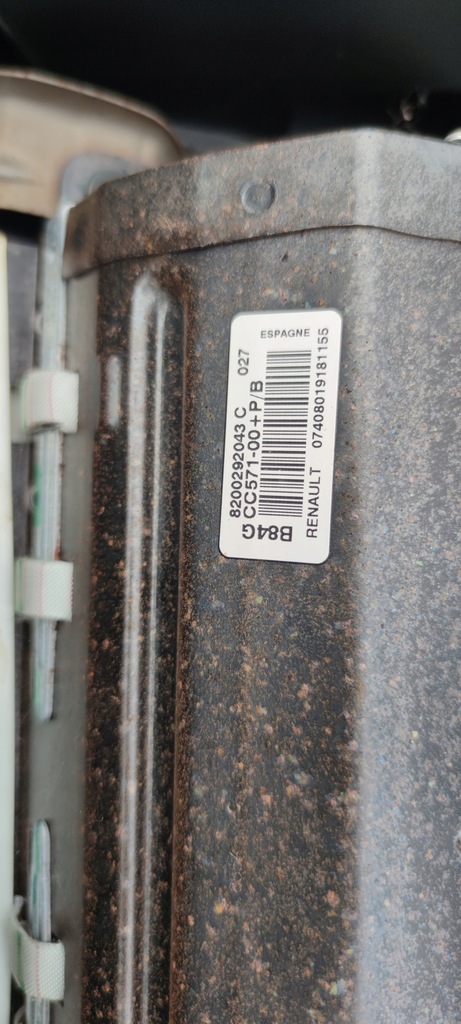 ESPAGNE
027
8200292043 C
CC571-00+P/B
B84G
RENAULT 07408019181155